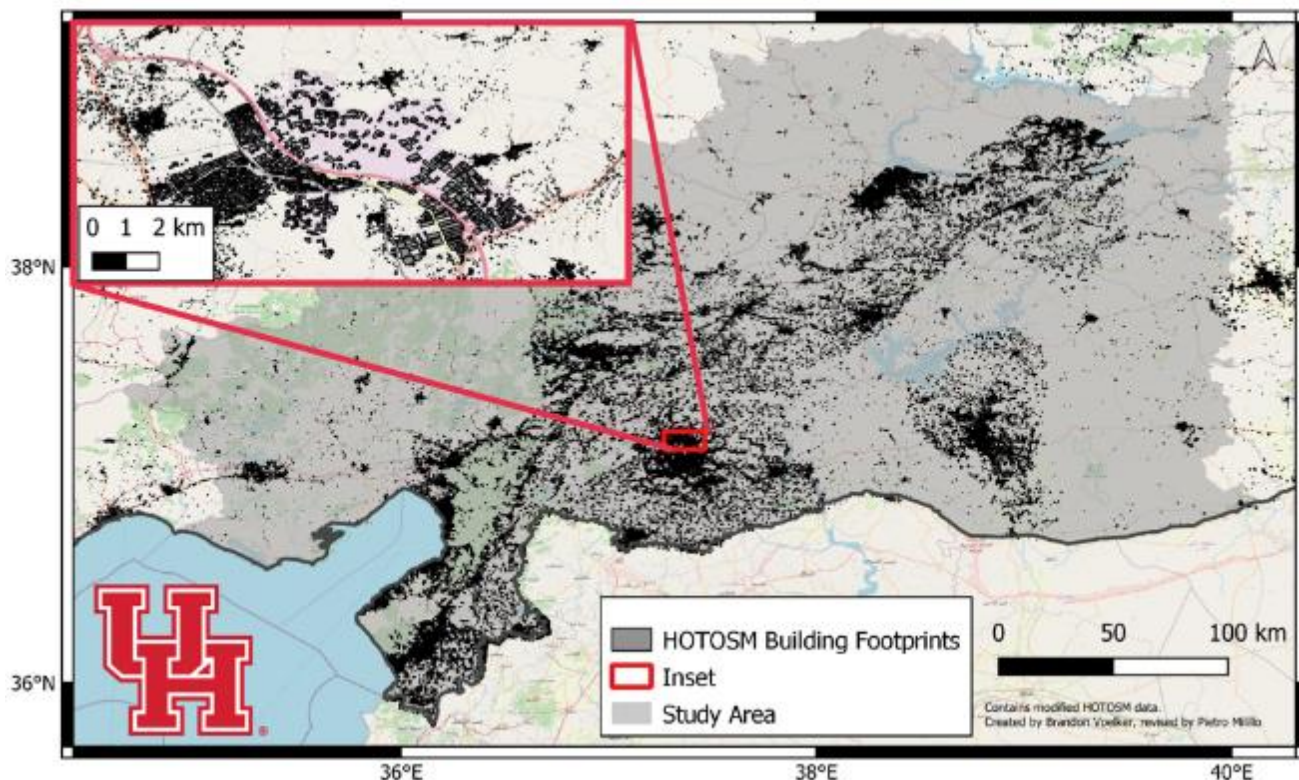 0 1 2 km
38°N
UH
®
HOTOSM Building Footprints
Inset
Study Area
0 50 100 km
Contains modified HOTOSM data.
Created by Brandon Voelker, revised by Pietro Milillo
36°N
36°E 38°E 40°E